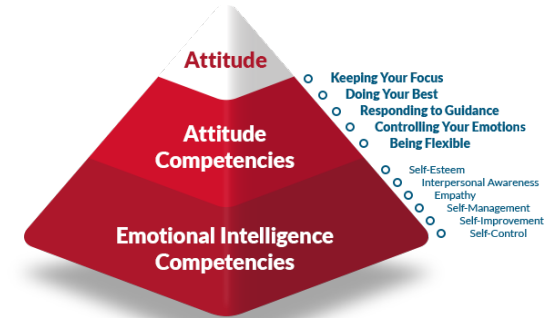 Attitude
Keeping Your Focus
Doing Your Best
Responding to Guidance
Attitude
Competencies
Controlling Your Emotions
Being Flexible
Self-Esteem
Interpersonal Awareness
Empathy
Self-Management
Self-Improvement
Self-Control
Emotional Intelligence
Competencies